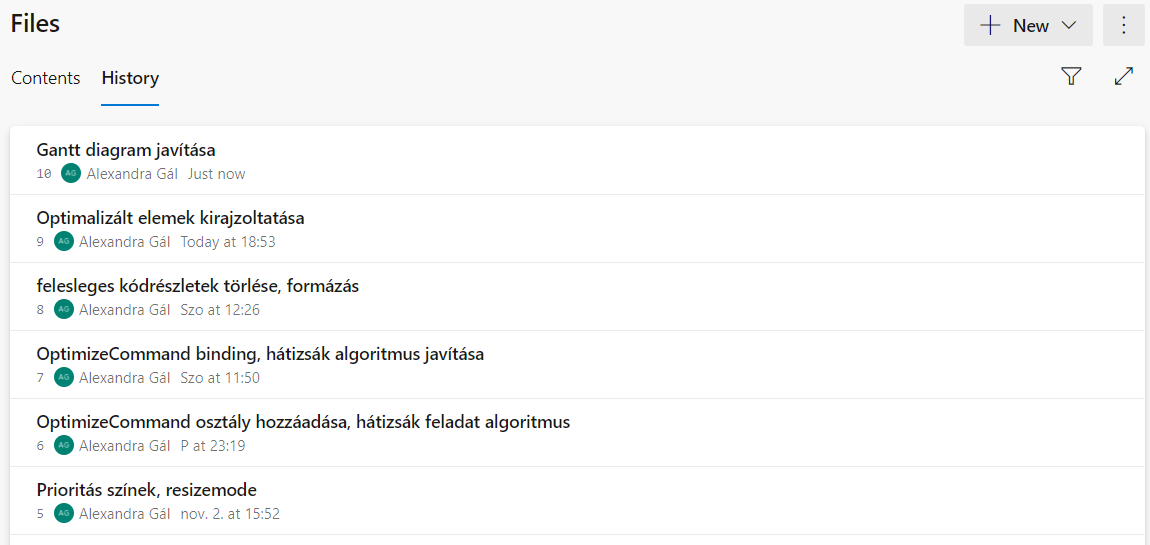 Files
New
Contents History
Gantt diagram javítása
10 AG Alexandra Gál Just now
Optimalizált elemek kirajzoltatása
9 AG Alexandra Gál Today at 18:53
felesleges kódrészletek törlése, formázás
8 AG Alexandra Gál Szo at 12:26
OptimizeCommand binding, hátizsák algoritmus javítása
7 AG Alexandra Gál Szo at 11:50
OptimizeCommand osztály hozzáadása, hátizsák feladat algoritmus
6 AG Alexandra Gál P at 23:19
Prioritás színek, resizemode
5 AG Alexandra Gál nov. 2. at 15:52